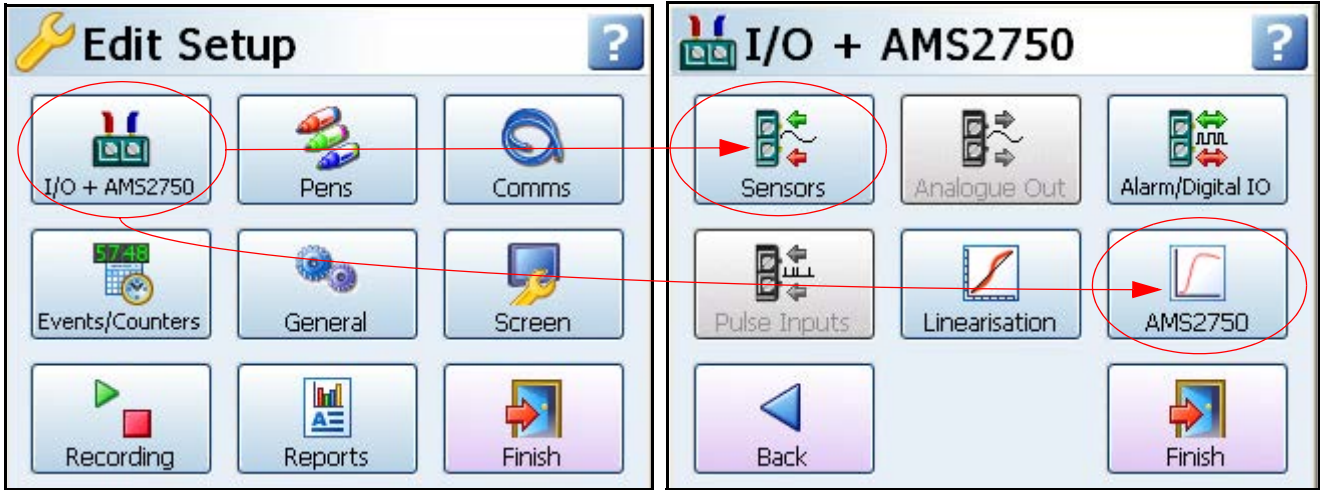 Edit Setup
?
I/O + AMS2750
Pens
Comms
57:48
Events/Counters
General
Screen
Recording
A
Reports
Finish
I/O + AMS2750
?
Sensors
Analogue Out
Alarm/Digital IO
Pulse Inputs
Linearisation
AMS2750
Back
Finish